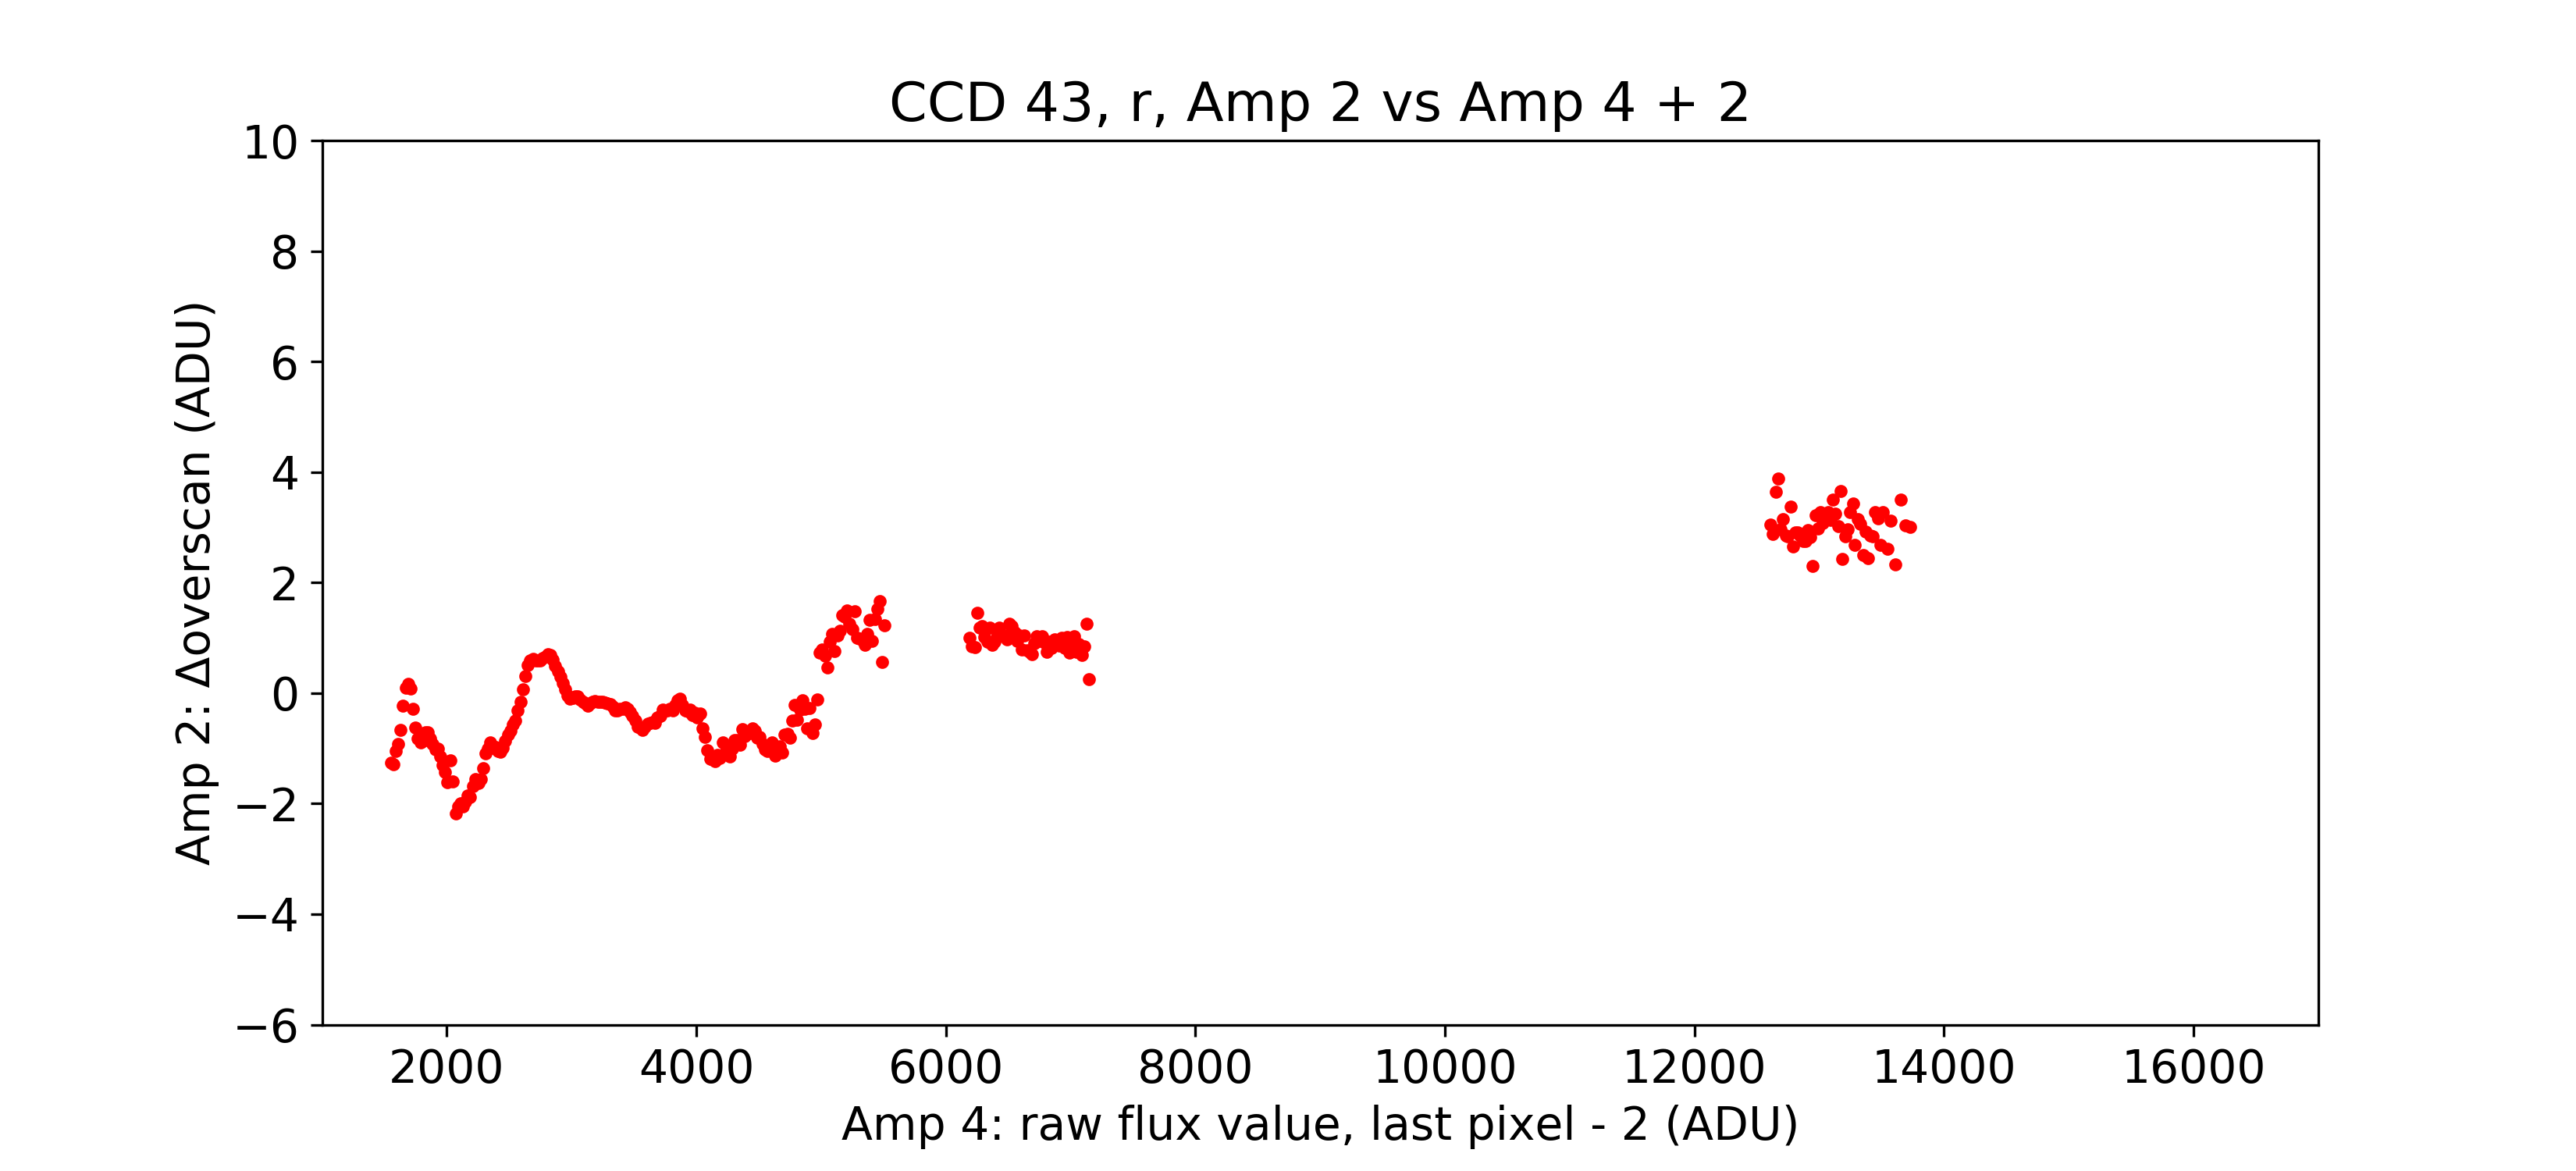 CCD 43, r, Amp 2 vs Amp 4 + 2
10
8
6
4
2
0
−2
−4
−6
Amp 2: Δoverscan (ADU)
2000 4000 6000 8000 10000 12000 14000 16000
Amp 4: raw flux value, last pixel - 2 (ADU)